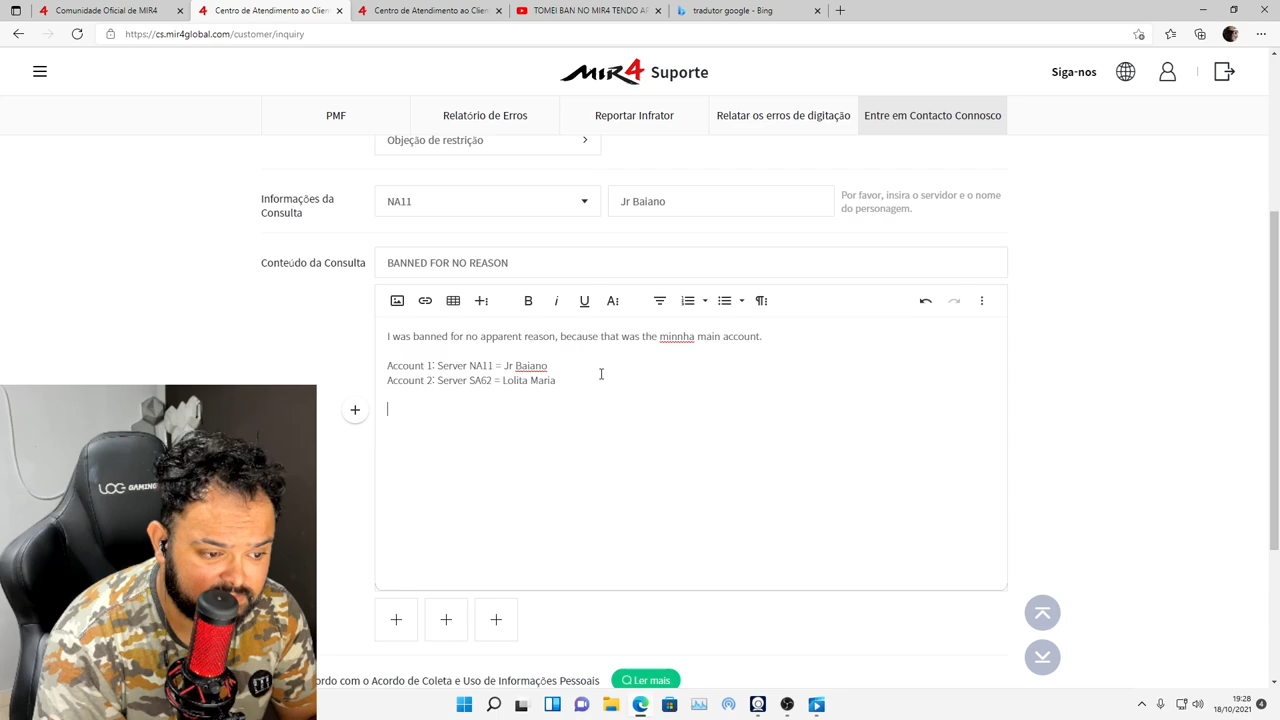 Comunidade Oficial de MIR4
Centro de Atendimento ao Clien
Centro de Atendimento ao Clien
TOMEI BAN NO MIR4 TENDO AP
tradutor google - Bing
https://cs.mir4global.com/customer/inquiry
MIR4 Suporte
Siga-nos
PMF
Relatório de Erros
Reportar Infrator
Relatar os erros de digitação
Entre em Contacto Connosco
Objeção de restrição
Informações da
Consulta
NA11
Jr Baiano
Por favor, insira o servidor e o nome
do personagem.
Conteúdo da Consulta
BANNED FOR NO REASON
I was banned for no apparent reason, because that was the minnha main account.
Account 1: Server NA11 = Jr Baiano
Account 2: Server SA62 = Lolita Maria
LOG GAMING
ordo com o Acordo de Coleta e Uso de Informações Pessoais
Ler mais
19:28
18/10/2021